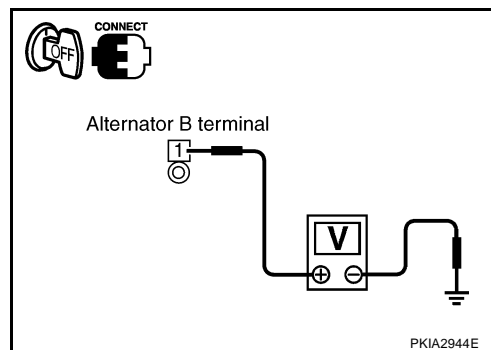 CONNECT
OFF
Alternator B terminal
1
V
+ −
PKIA2944E